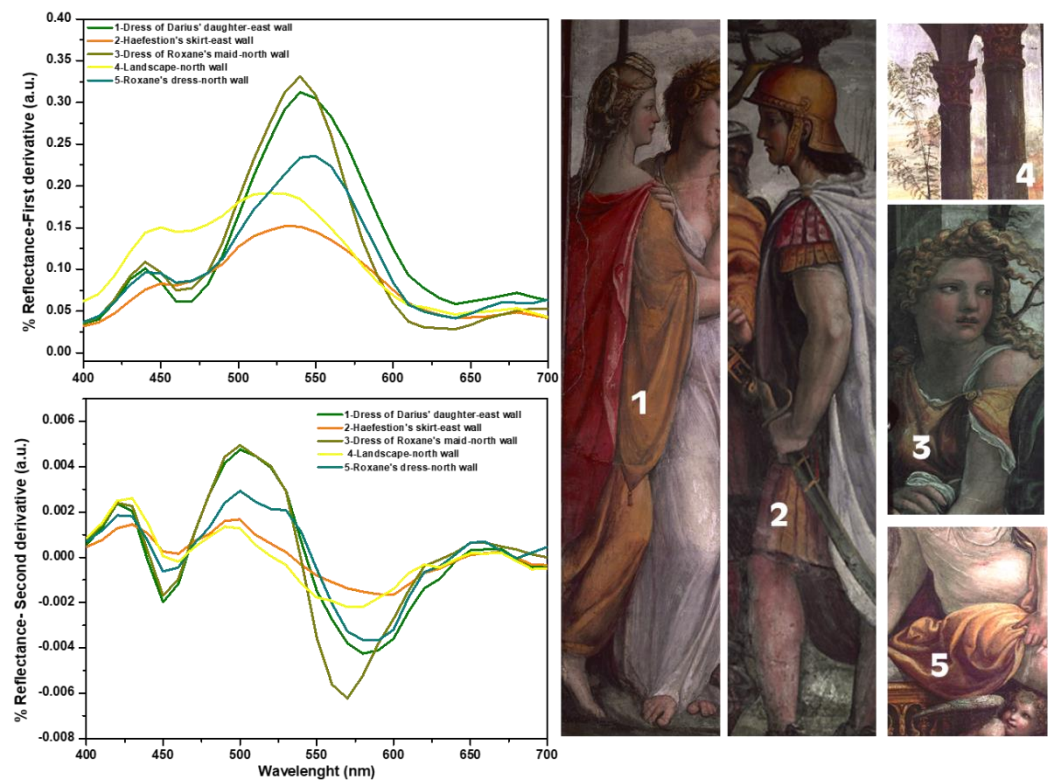 % Reflectance-First derivative (a.u.)
0.40
0.35
0.30
0.25
0.20
0.15
0.10
0.05
0.00
1-Dress of Darius' daughter-east wall
2-Haefestion's skirt-east wall
3-Dress of Roxane's maid-north wall
4-Landscape-north wall
5-Roxane's dress-north wall
400 450 500 550 600 650 700
% Reflectance- Second derivative (a.u.)
0.006
0.004
0.002
0.000
-0.002
-0.004
-0.006
-0.008
1-Dress of Darius' daughter-east wall
2-Haefestion's skirt-east wall
3-Dress of Roxane's maid-north wall
4-Landscape-north wall
5-Roxane's dress-north wall
400 450 500 550 600 650 700
Wavelenght (nm)
1
2
4
3
5